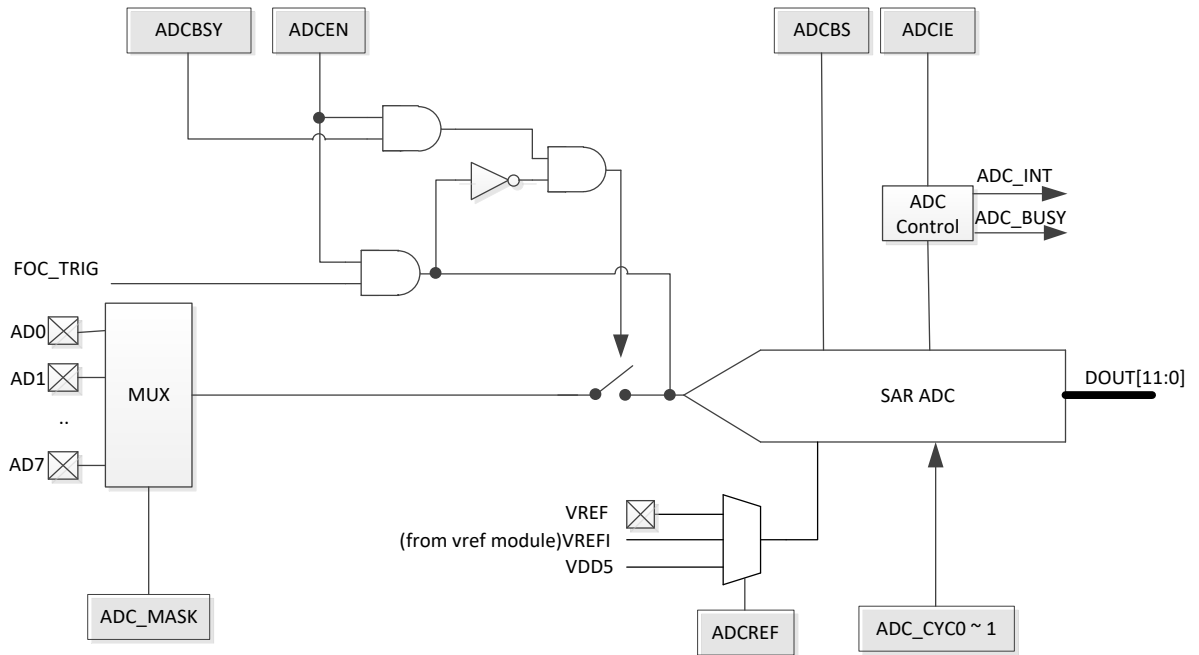 ADCBSY
ADCEN
ADCBS
ADCIE
ADC_INT
ADC
Control
ADC_BUSY
FOC_TRIG
AD0
AD1
..
AD7
MUX
SAR ADC
DOUT[11:0]
VREF
(from vref module)VREFI
VDD5
ADC_MASK
ADCREF
ADC_CYC0 ~ 1